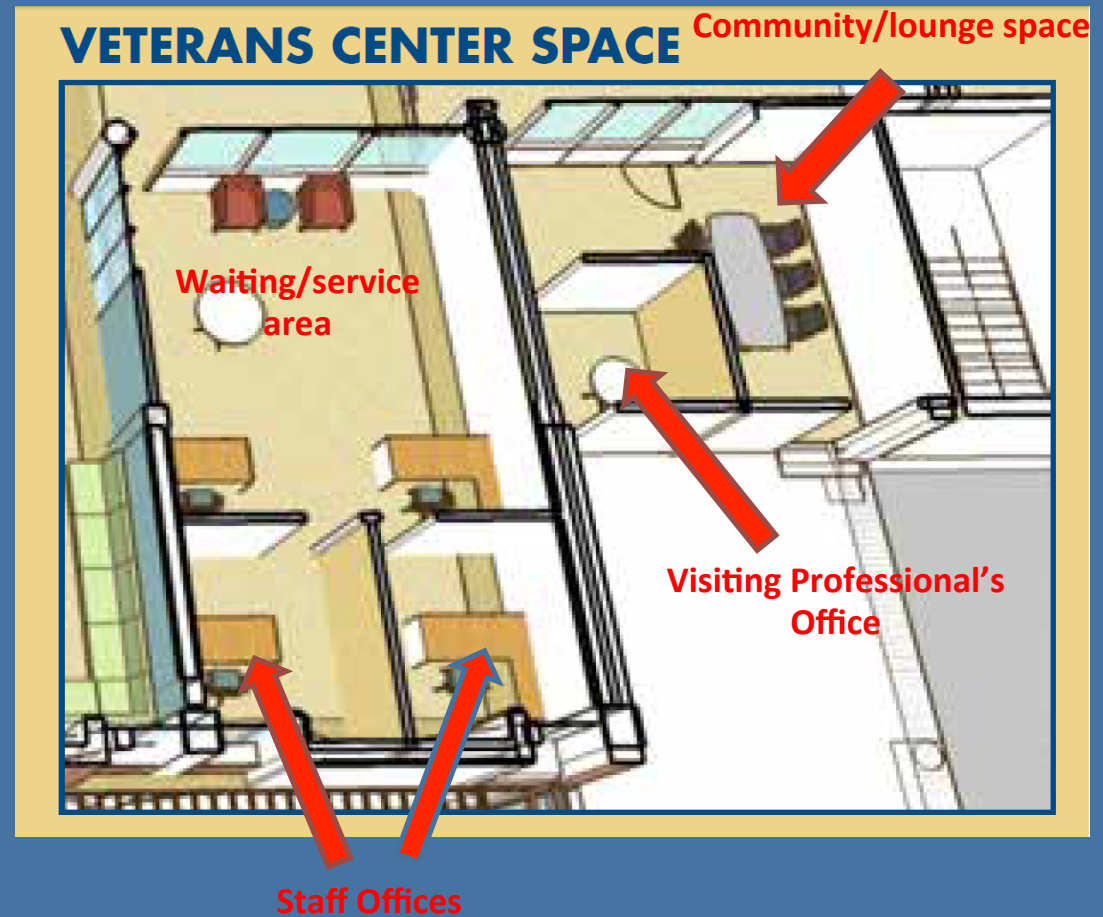 VETERANS CENTER SPACE
Community/lounge space
Waiting/service
area
Visiting Professional’s
Office
Staff Offices